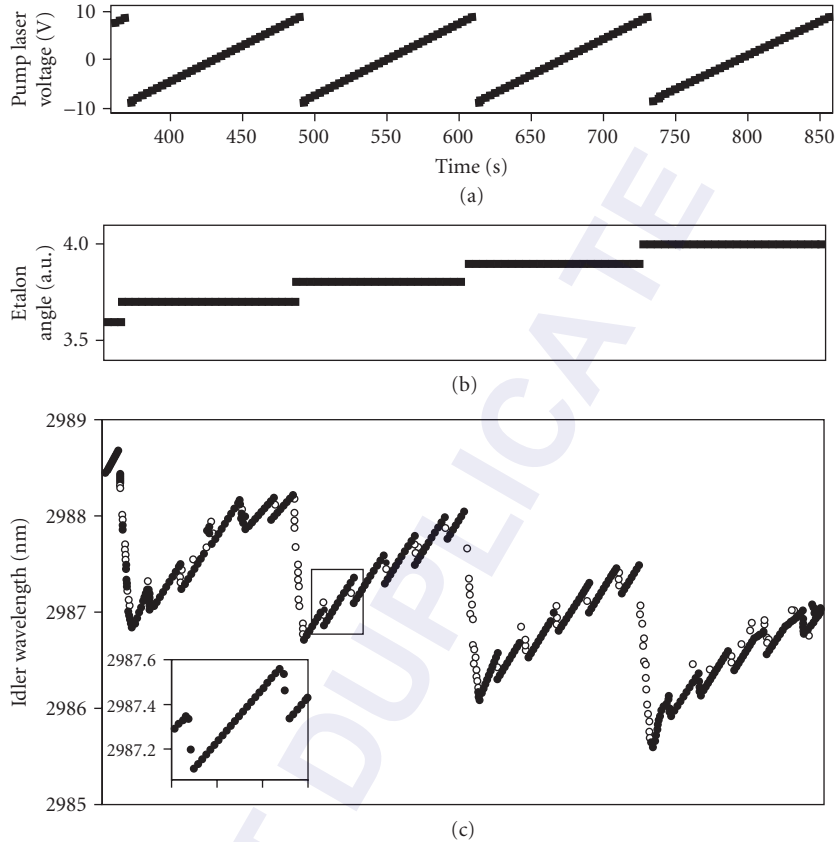 10
0
−10
Pump laser
voltage (V)
400 450 500 550 600 650 700 750 800 850
Time (s)
(a)
4.0
3.5
Etalon
angle (a.u.)
(b)
2989
2988
2987
2986
2985
Idler wavelength (nm)
2987.6
2987.4
2987.2
(c)
T DUPLICATE